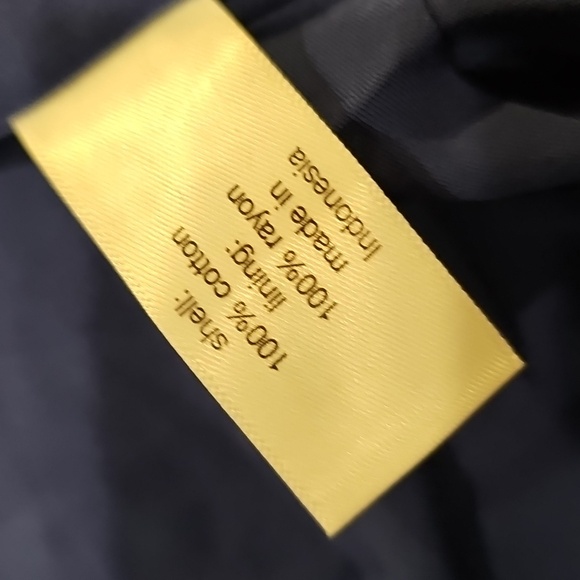 shell:
100% cotton
lining:
100% rayon
made in
Indonesia